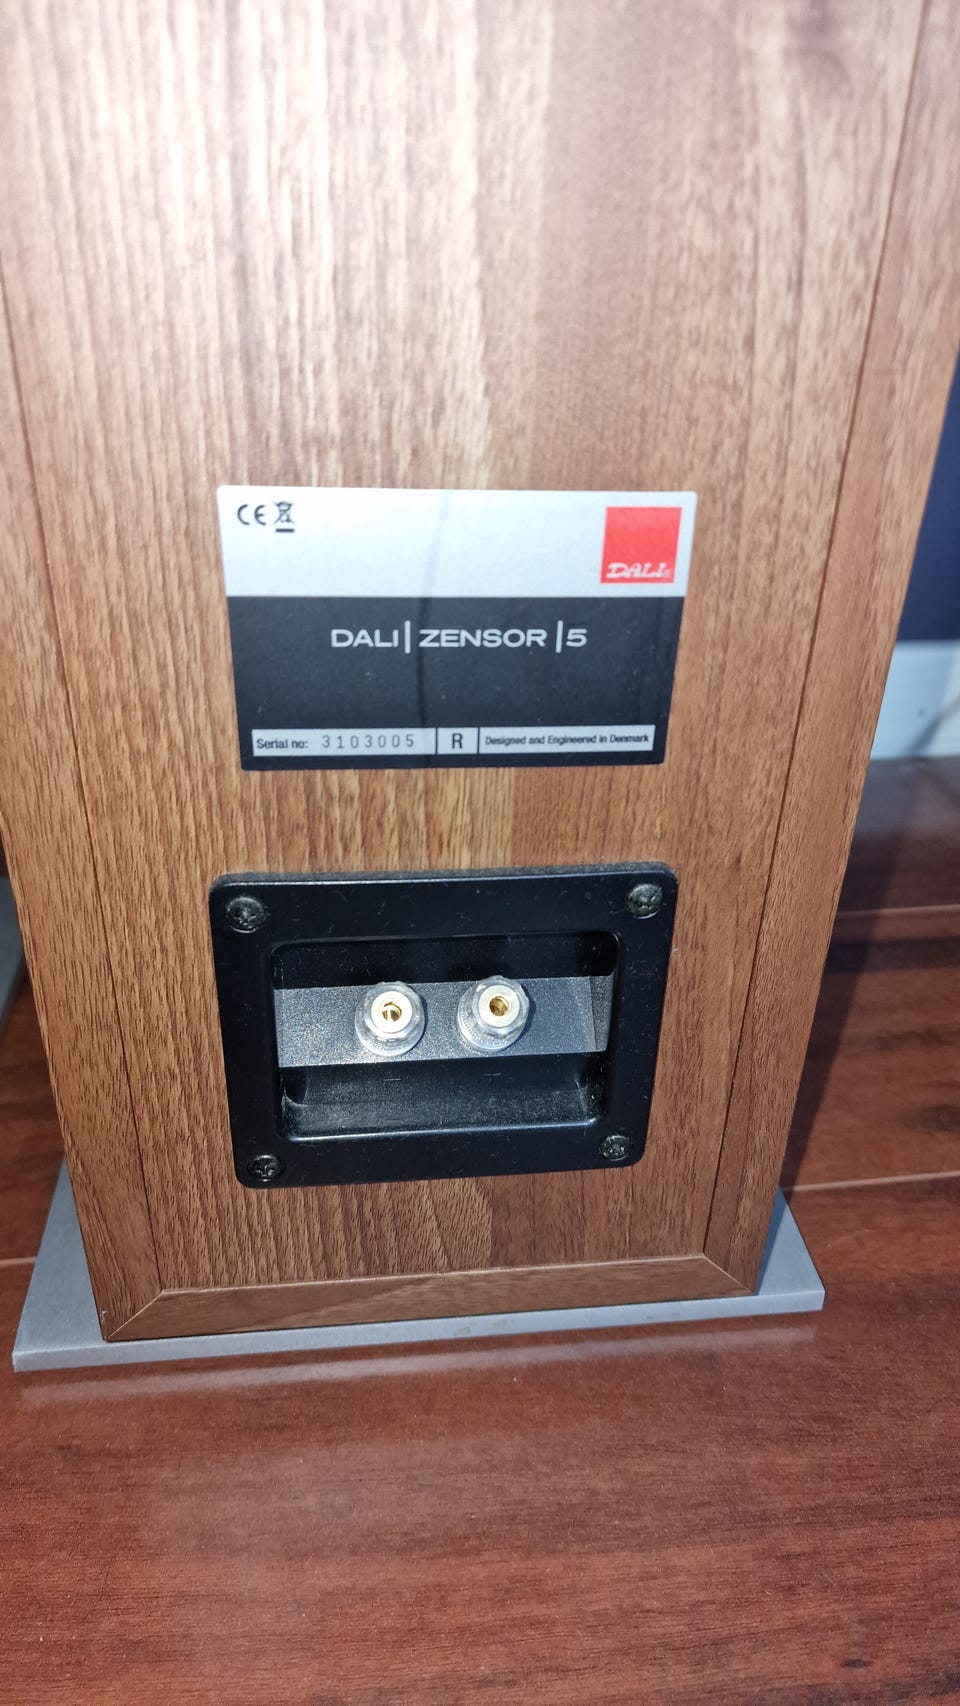 CE
DALI
DALI|ZENSOR|5
Serial no: 3103005 R Designed and Engineered in Denmark
- +